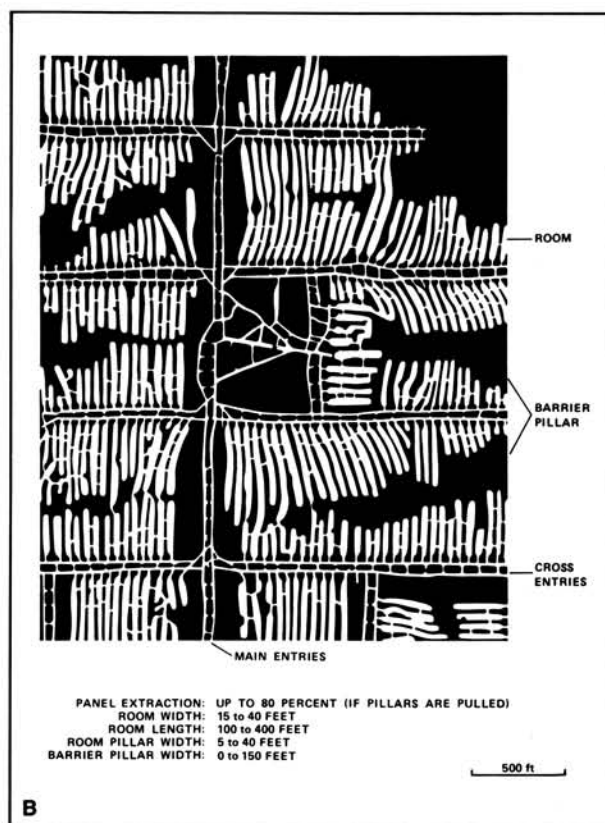 ROOM
BARRIER
PILLAR
CROSS
ENTRIES
MAIN ENTRIES
PANEL EXTRACTION: UP TO 80 PERCENT (IF PILLARS ARE PULLED)
ROOM WIDTH: 15 to 40 FEET
ROOM LENGTH: 100 to 400 FEET
ROOM PILLAR WIDTH: 5 to 40 FEET
BARRIER PILLAR WIDTH: 0 to 150 FEET
500 ft
B